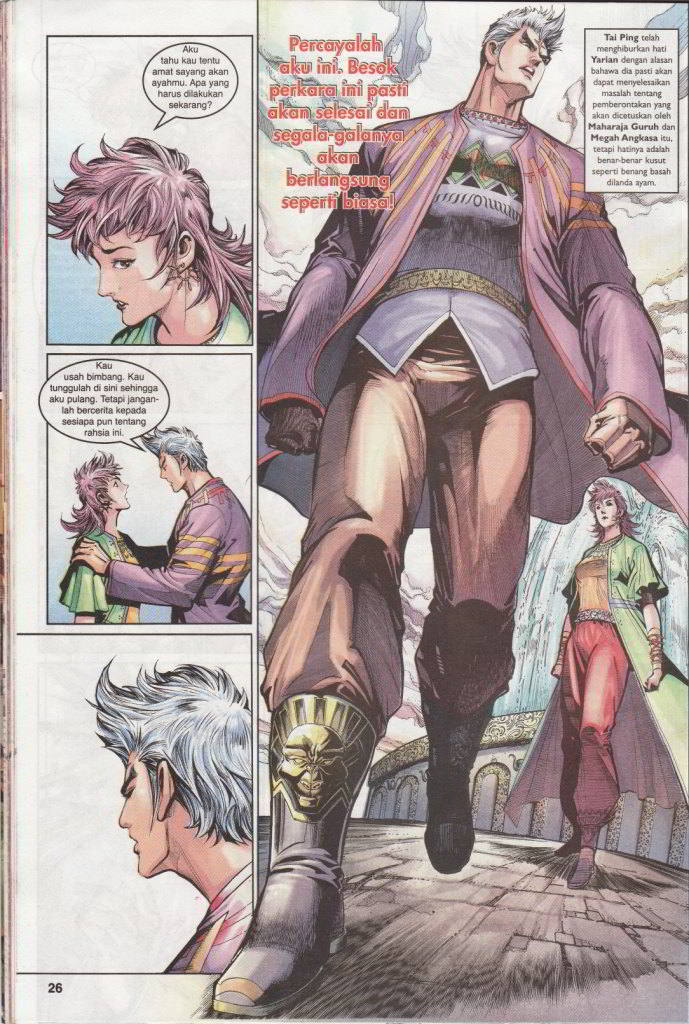 Aku
tahu kau tentu
amat sayang akan
ayahmu. Apa yang
harus dilakukan
sekarang?
Kau
usah bimbang. Kau
tunggulah di sini sehingga
aku pulang. Tetapi jangan-
lah bercerita kepada
sesiapa pun tentang
rahsia ini.
Percayalah
aku ini. Besok
perkara ini pasti
akan selesai dan
segala-galanya
akan
berlangsung
seperti biasa!
Tai Ping telah
menghiburkan hati
Yarian dengan alasan
bahawa dia pasti akan
dapat menyelesaikan
masalah tentang
pemberontakan yang
akan dicetuskan oleh
Maharaja Guruh dan
Megah Angkasa itu,
tetapi hatinya adalah
benar-benar kusut
seperti benang basah
dilanda ayam.
26